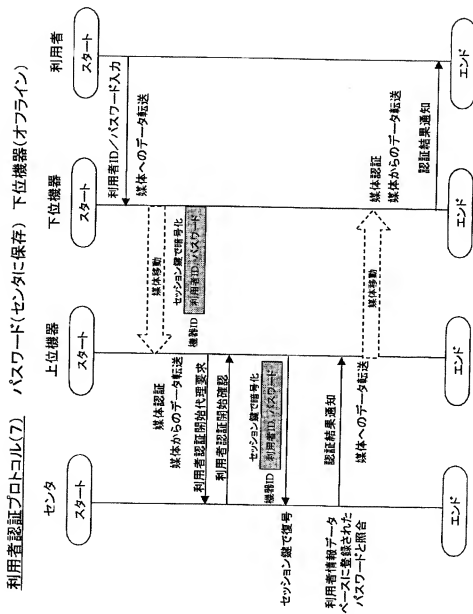 利用者認証プロトコル(7) パスワード(センタに保存) 下位機器(オフライン)
センタ
上位機器
下位機器
利用者
スタート
スタート
スタート
スタート
利用者ID/パスワード入力
媒体へのデータ転送
媒体移動
セッション鍵で暗号化
機器ID
利用者ID,パスワード
媒体認証
媒体からのデータ転送
利用者認証開始代理要求
利用者認証開始確認
セッション鍵で暗号化
機器ID
利用者ID,パスワード
セッション鍵で復号
利用者情報データ
ベースに登録された
パスワードと照合
認証結果通知
媒体へのデータ転送
媒体移動
媒体認証
媒体からのデータ転送
認証結果通知
エンド
エンド
エンド
エンド